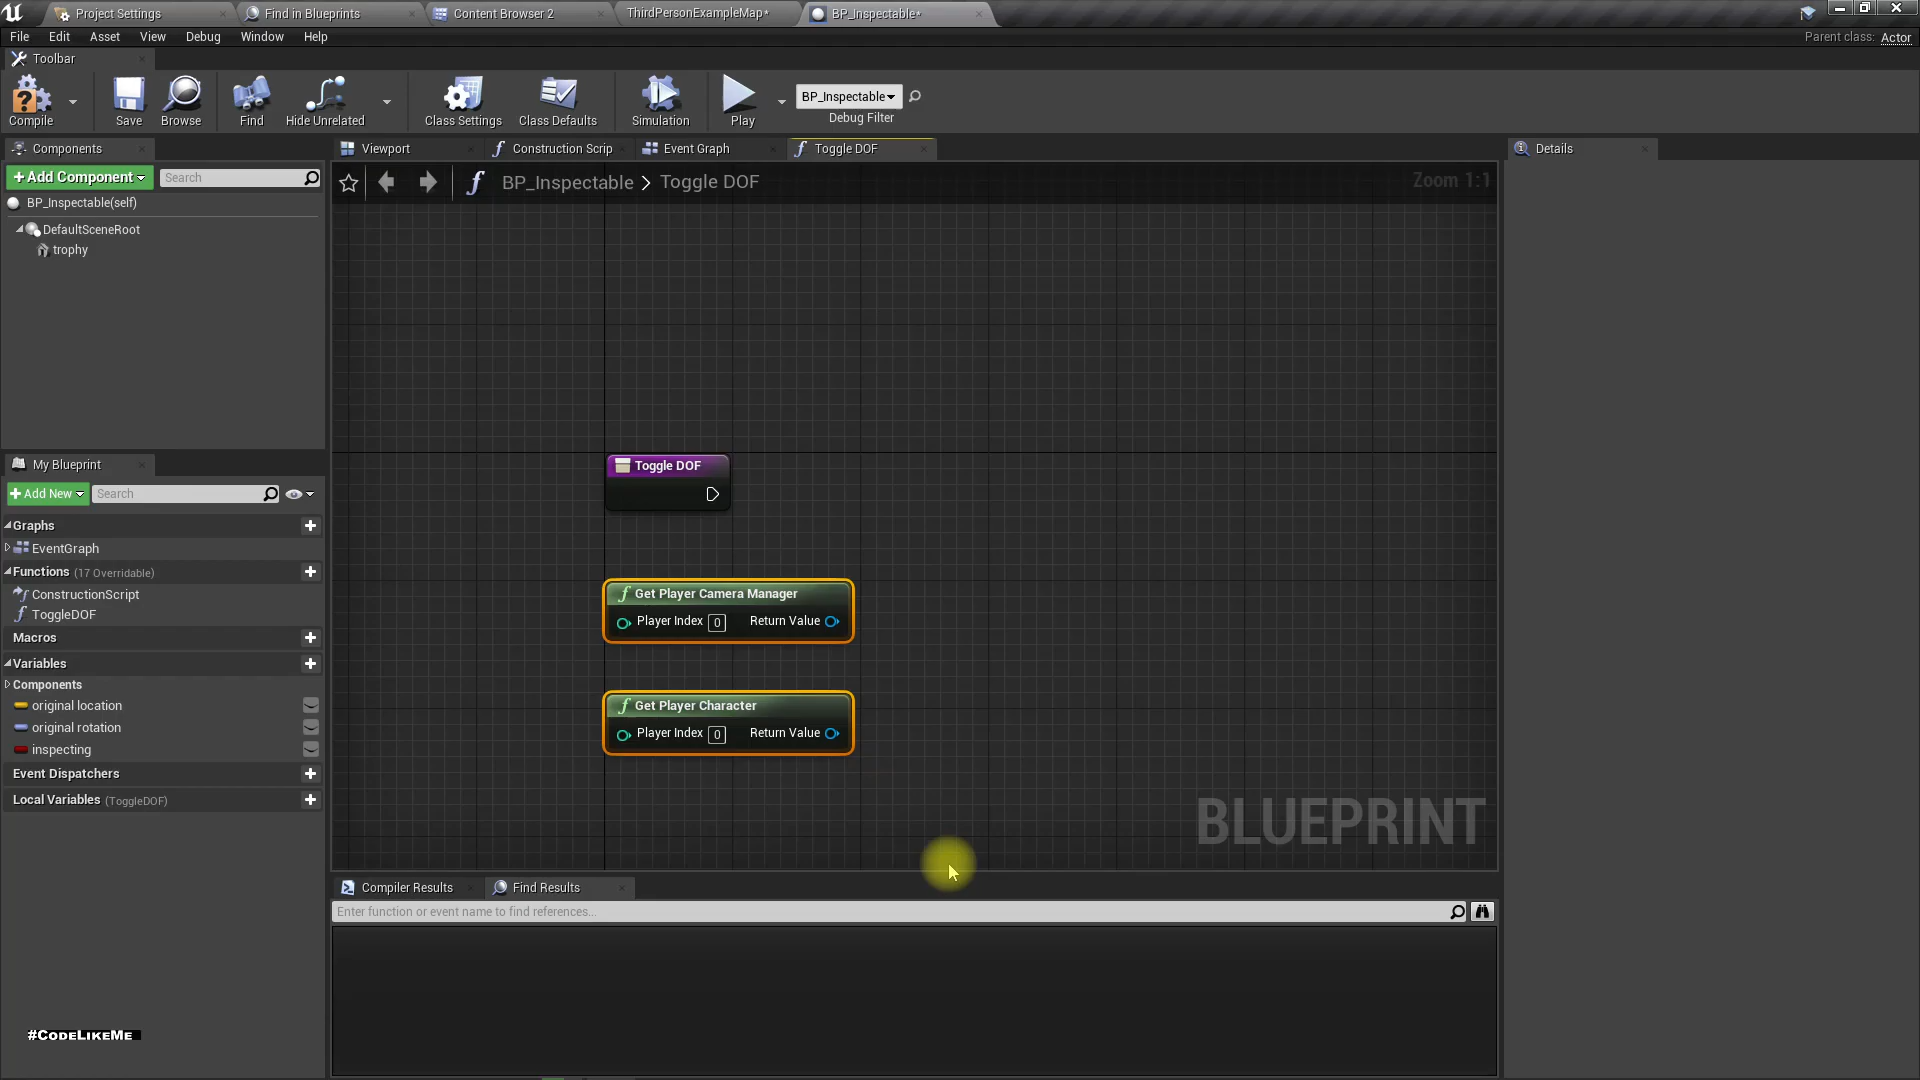 Project Settings
Find in Blueprints
Content Browser 2
ThirdPersonExampleMap*
BP_Inspectable*
File
Edit
Asset
View
Debug
Window
Help
Parent class: Actor
Toolbar
Compile
Save
Browse
Find
Hide Unrelated
Class Settings
Class Defaults
Simulation
Play
BP_Inspectable
Debug Filter
Components
Viewport
Construction Scrip
Event Graph
Toggle DOF
Details
+Add Component
Search
BP_Inspectable > Toggle DOF
Zoom 1:1
BP_Inspectable(self)
DefaultSceneRoot
trophy
My Blueprint
Toggle DOF
+Add New
Search
Graphs
EventGraph
Functions (17 Overridable)
ConstructionScript
ToggleDOF
Macros
Variables
Components
original location
original rotation
inspecting
Event Dispatchers
Local Variables (ToggleDOF)
Get Player Camera Manager
Player Index 0 Return Value
Get Player Character
Player Index 0 Return Value
BLUEPRINT
Compiler Results
Find Results
Enter function or event name to find references...
#CodeLikeMe